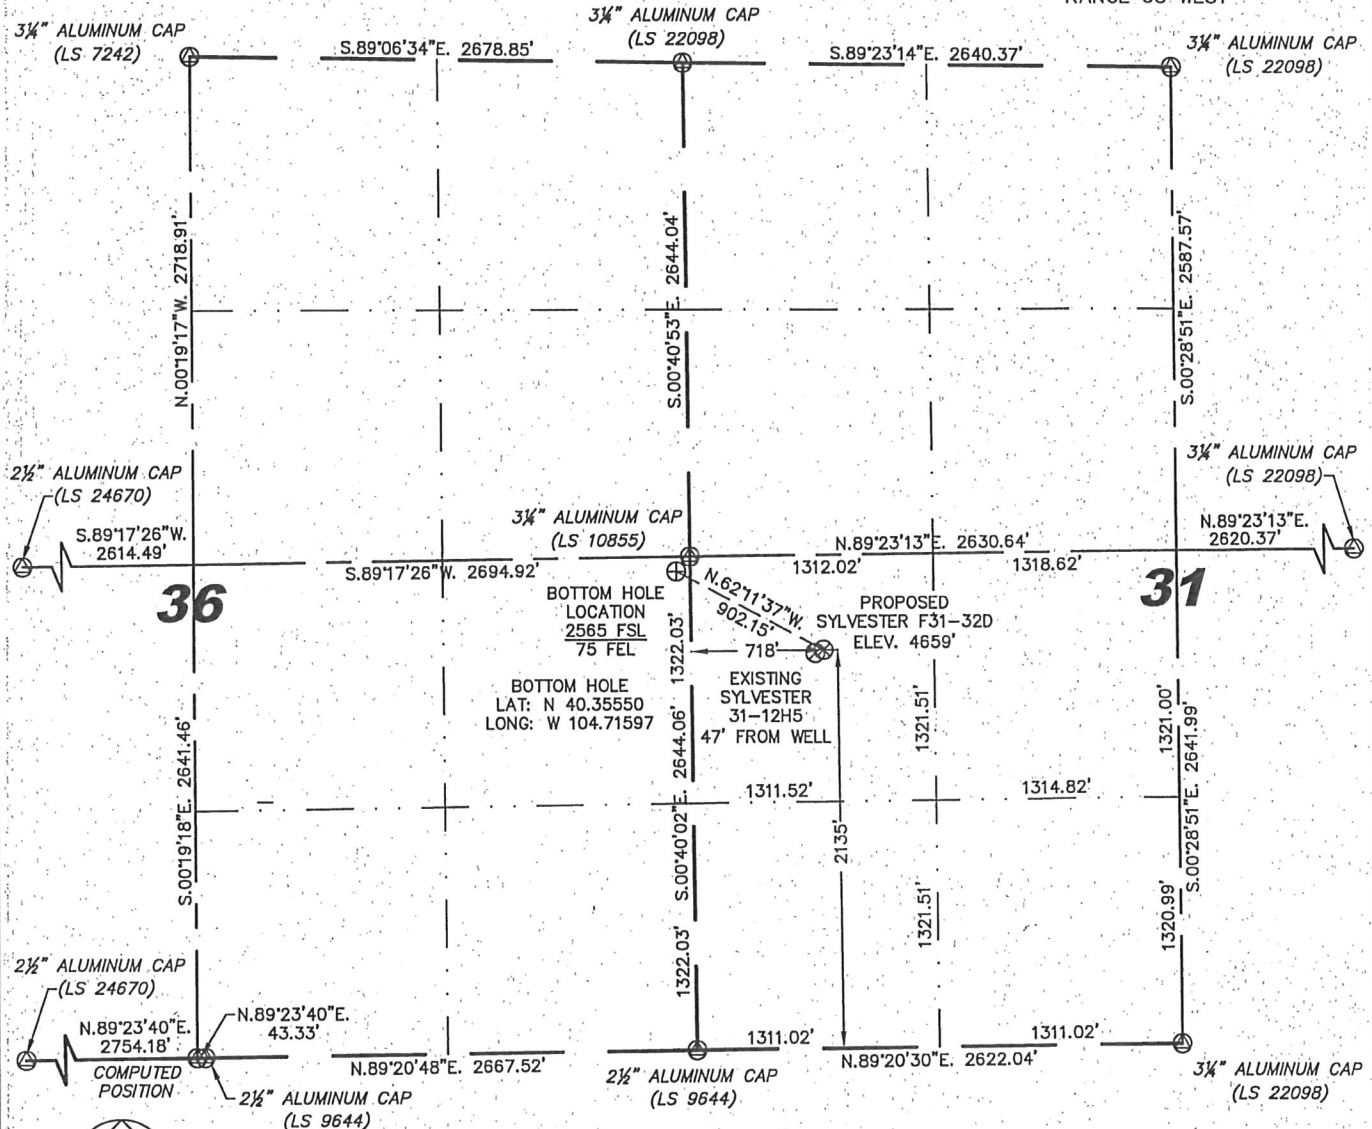 RANGE 65 WEST
3¼" ALUMINUM CAP
(LS 7242)
3¼" ALUMINUM CAP
(LS 22098)
3¼" ALUMINUM CAP
(LS 22098)
S.89°06'34"E. 2678.85'
S.89°23'14"E. 2640.37'
N.00°19'17"W. 2718.91'
S.00°40'53"E. 2644.04'
S.00°28'51"E. 2587.57'
2½" ALUMINUM CAP
(LS 24670)
S.89°17'26"W.
2614.49'
36
S.89°17'26"W. 2694.92'
3¼" ALUMINUM CAP
(LS 10855)
N.89°23'13"E. 2630.64'
1312.02'
1318.62'
3¼" ALUMINUM CAP
(LS 22098)
N.89°23'13"E.
2620.37'
31
BOTTOM HOLE
LOCATION
2565 FSL
75 FEL
N.62°11'37"W.
902.15'
PROPOSED
SYLVESTER F31-32D
ELEV. 4659'
718'
BOTTOM HOLE
LAT: N 40.35550
LONG: W 104.71597
EXISTING
SYLVESTER
31-12H5
47' FROM WELL
1322.03'
S.00°40'02"E. 2644.06'
1322.03'
1321.51'
1321.51'
1321.00'
S.00°28'51"E. 2641.99'
1320.99'
S.00°19'18"E. 2641.46'
1311.52'
1314.82'
2135'
2½" ALUMINUM CAP
(LS 24670)
N.89°23'40"E.
2754.18'
COMPUTED
POSITION
N.89°23'40"E.
43.33'
N.89°20'48"E. 2667.52'
2½" ALUMINUM CAP
(LS 9644)
1311.02'
1311.02'
N.89°20'30"E. 2622.04'
2½" ALUMINUM CAP
(LS 9644)
3¼" ALUMINUM CAP
(LS 22098)